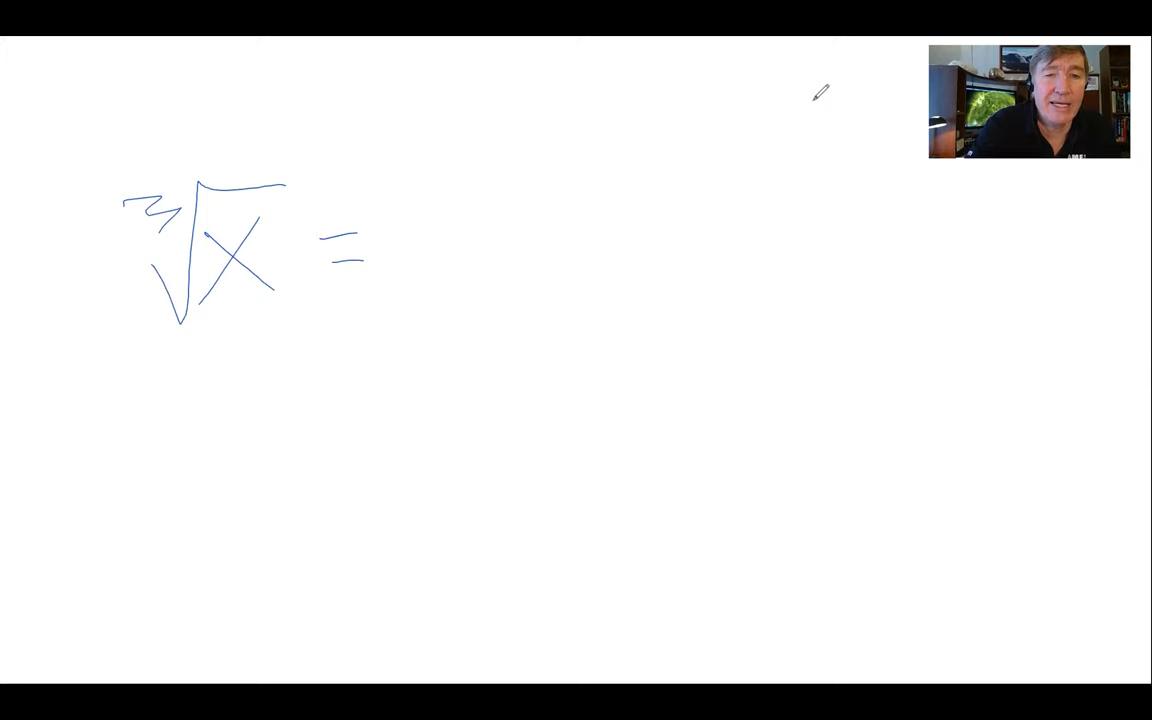 ∛x =